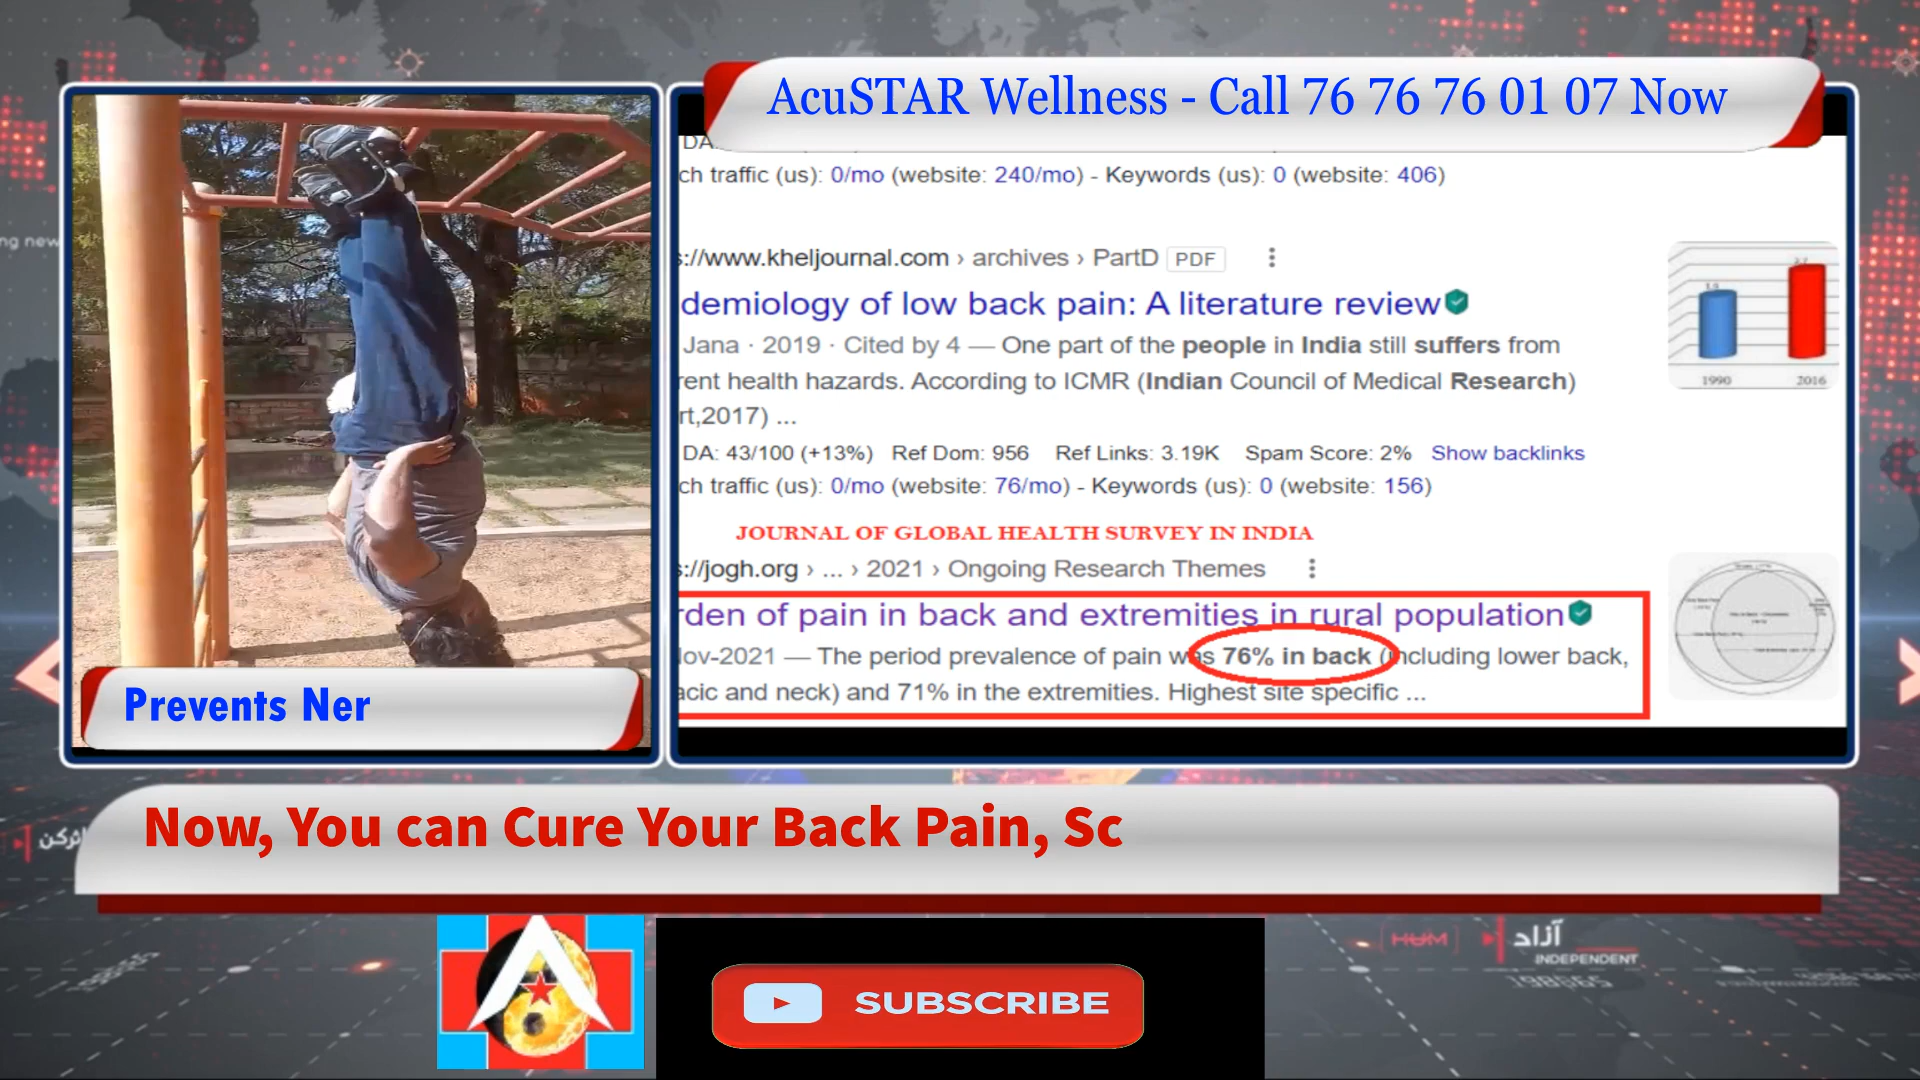 AcuSTAR Wellness - Call 76 76 76 01 07 Now
DA
ch traffic (us): 0/mo (website: 240/mo) - Keywords (us): 0 (website: 406)
s://www.kheljournal.com › archives › PartD PDF
demiology of low back pain: A literature review
Jana · 2019 · Cited by 4 — One part of the people in India still suffers from
rent health hazards. According to ICMR (Indian Council of Medical Research)
rt,2017) ...
DA: 43/100 (+13%) Ref Dom: 956 Ref Links: 3.19K Spam Score: 2% Show backlinks
ch traffic (us): 0/mo (website: 76/mo) - Keywords (us): 0 (website: 156)
1990 2016
JOURNAL OF GLOBAL HEALTH SURVEY IN INDIA
s://jogh.org › ... › 2021 › Ongoing Research Themes
rden of pain in back and extremities in rural population
Nov-2021 — The period prevalence of pain was 76% in back (including lower back,
acic and neck) and 71% in the extremities. Highest site specific ...
Prevents Ner
Now, You can Cure Your Back Pain, Sc
SUBSCRIBE
ng new
HUM
آزاد
INDEPENDENT